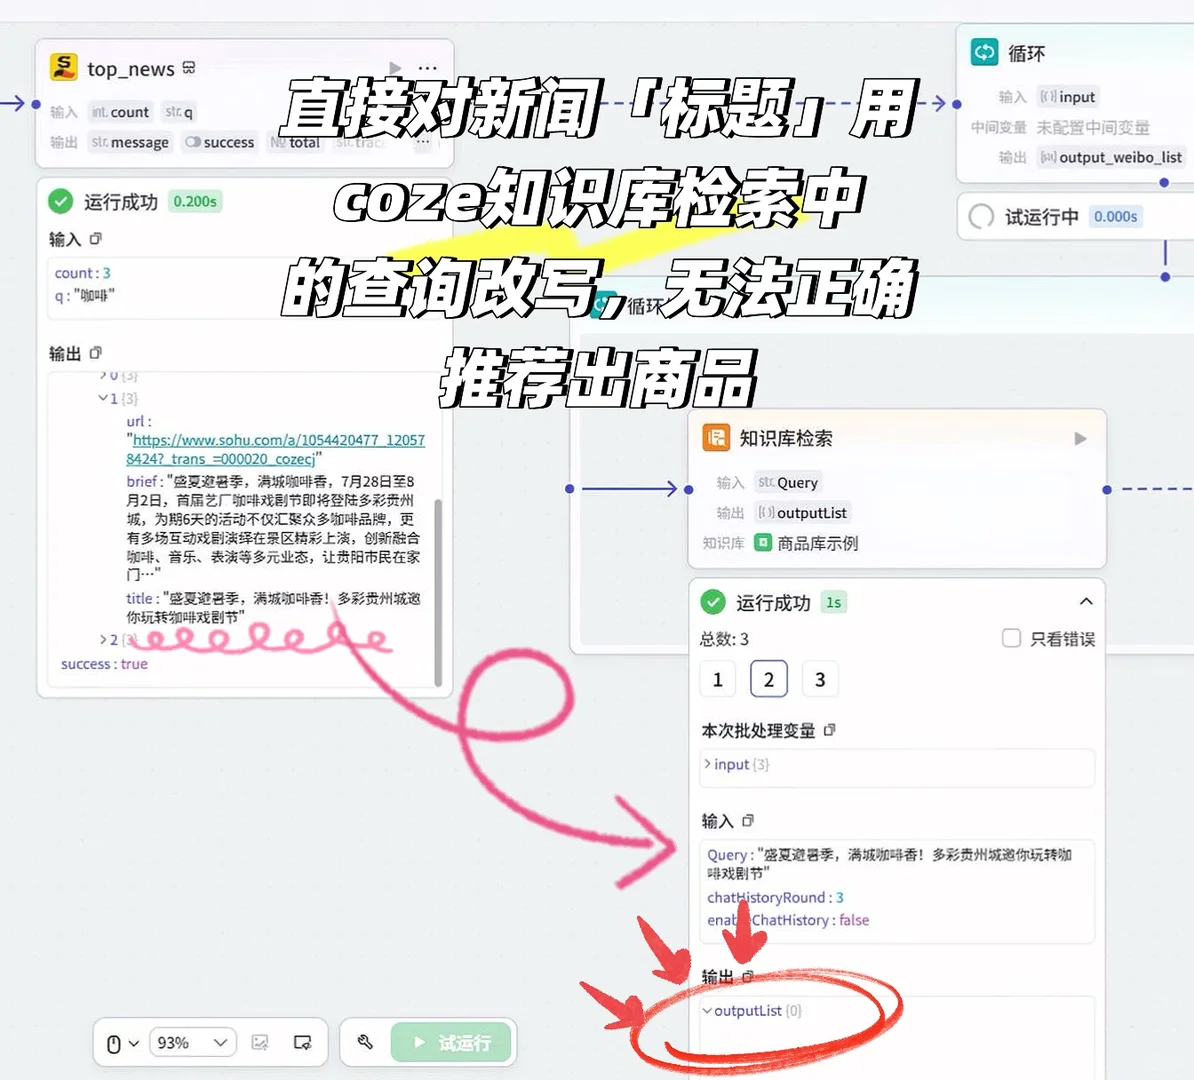 直接对新闻「标题」用
coze知识库检索中
的查询改写，无法正确
推荐出商品
top_news
输入 int. count str. q
输出 str. message success No total str. trac
运行成功 0.200s
输入
count : 3
q : "咖啡"
输出
0 {3}
1 {3}
url :
"https://www.sohu.com/a/1054420477_12057
8424?_trans_=000020_cozecj"
brief : "盛夏避暑季，满城咖啡香，7月28日至8
月2日，首届艺厂咖啡戏剧节即将登陆多彩贵州
城，为期6天的活动不仅汇聚众多咖啡品牌，更
有多场互动戏剧演绎在景区精彩上演，创新融合
咖啡、音乐、表演等多元业态，让贵阳市民在家
门…"
title : "盛夏避暑季，满城咖啡香！多彩贵州城邀
你玩转咖啡戏剧节"
2 {3}
success : true
循环
输入 input
中间变量 未配置中间变量
输出 output_weibo_list
试运行中 0.000s
循环
知识库检索
输入 str. Query
输出 outputList
知识库 商品库示例
运行成功 1s
总数: 3 只看错误
1 2 3
本次批处理变量
input {3}
输入
Query : "盛夏避暑季，满城咖啡香！多彩贵州城邀你玩转咖
啡戏剧节"
chatHistoryRound : 3
enableChatHistory : false
输出
outputList {0}
93% 试运行